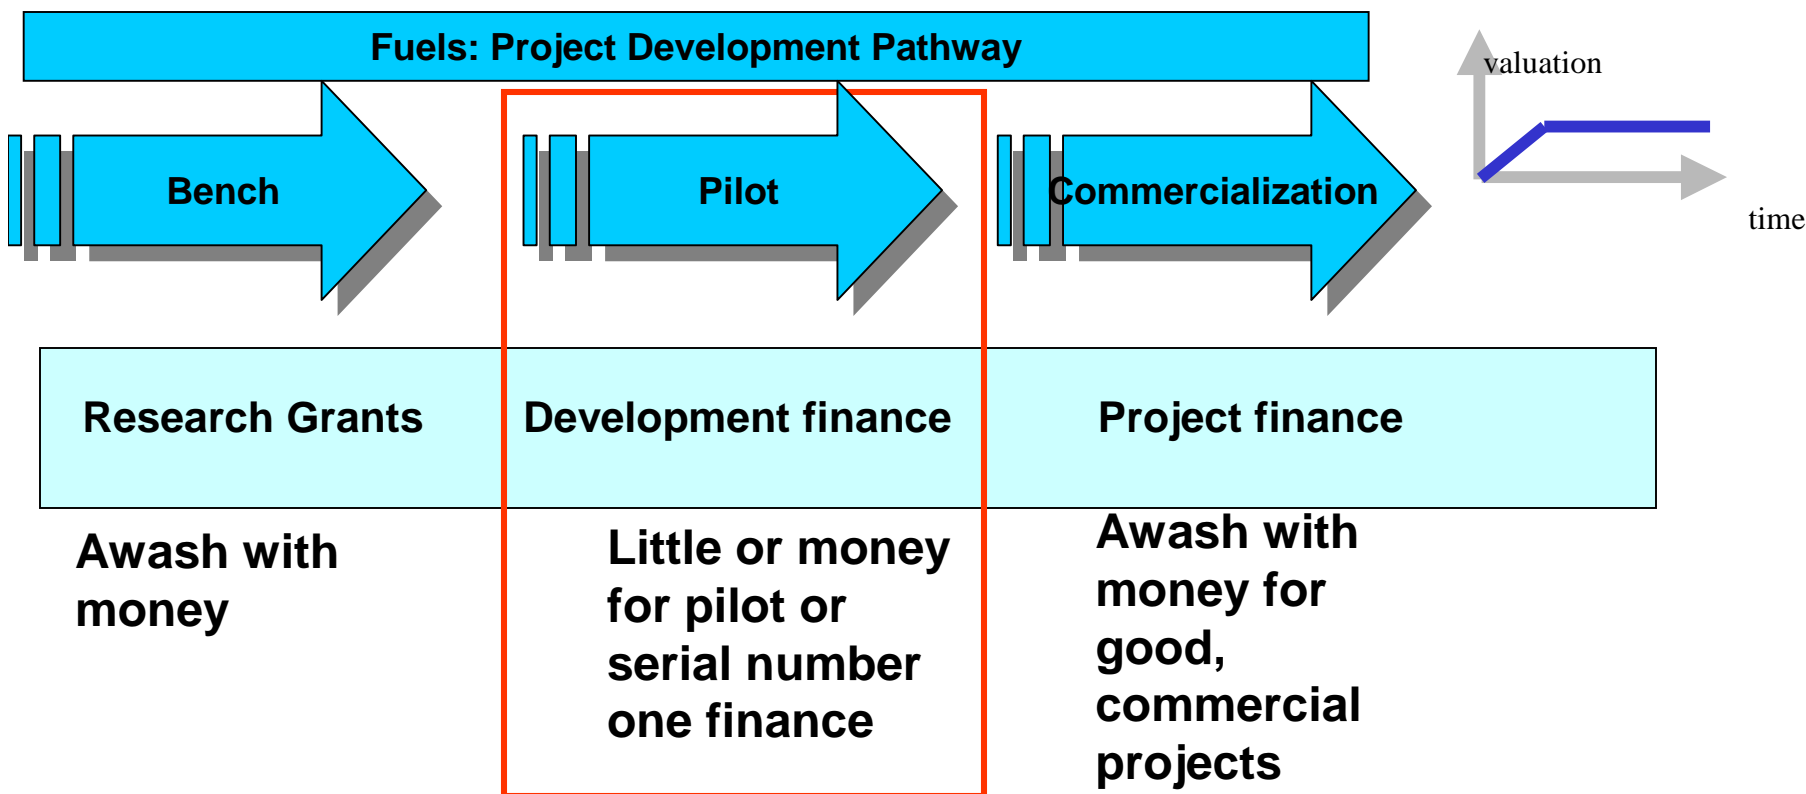 Fuels: Project Development Pathway
valuation
time
Bench
Pilot
Commercialization
Research Grants
Development finance
Project finance
Awash with
money
Little or money
for pilot or
serial number
one finance
Awash with
money for
good,
commercial
projects